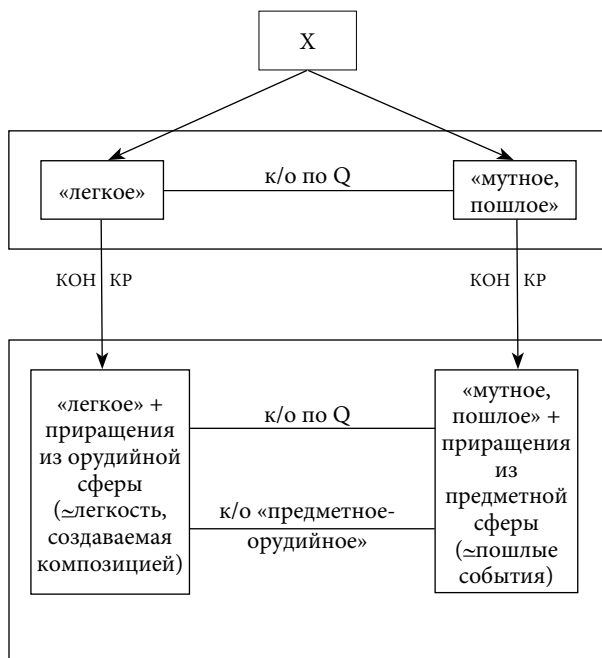 X
«легкое»
к/о по Q
«мутное,
пошлое»
КОН КР
КОН КР
«легкое» +
приращения
из орудийной
сферы
(≃легкость,
создаваемая
композицией)
к/о по Q
к/о «предметное-
орудийное»
«мутное,
пошлое» +
приращения
из
предметной
сферы
(≃пошлые
события)